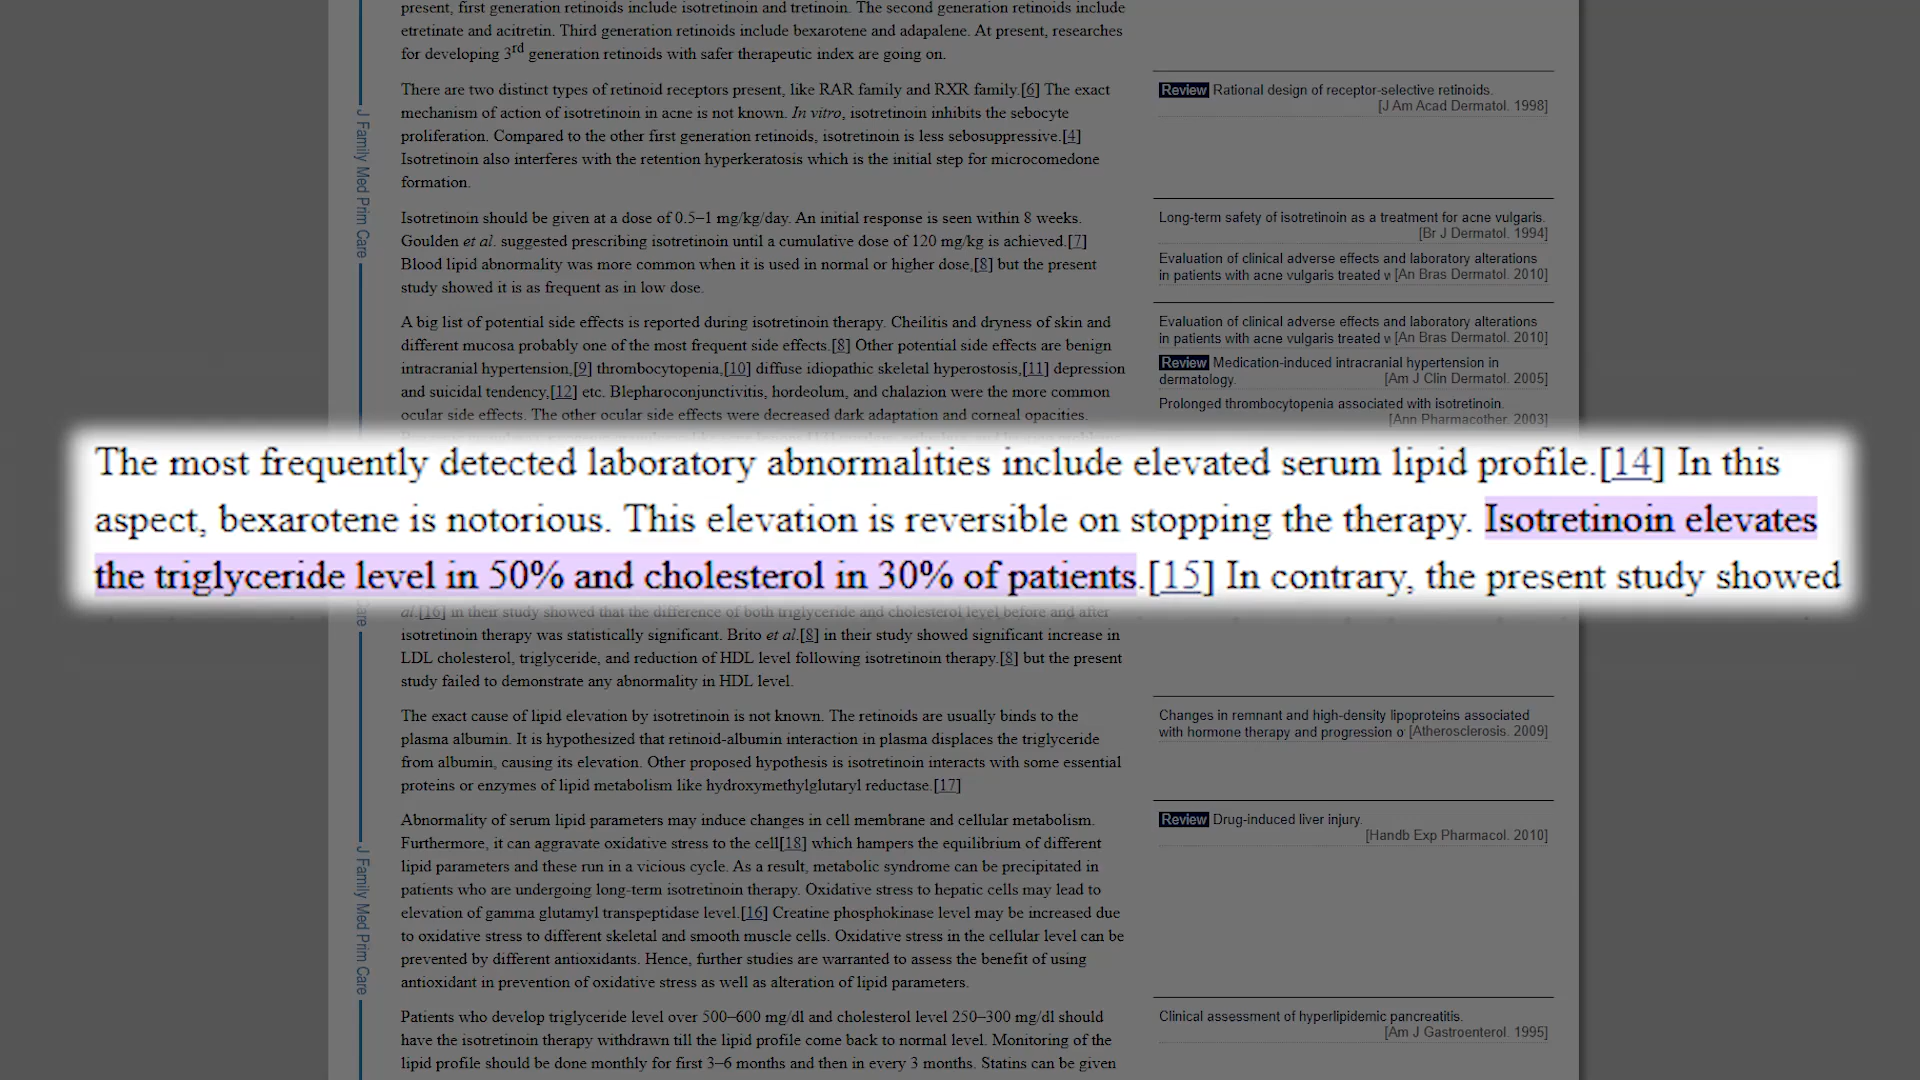 present, first generation retinoids include isotretinoin and tretinoin. The second generation retinoids include
etretinate and acitretin. Third generation retinoids include bexarotene and adapalene. At present, researches
for developing 3rd generation retinoids with safer therapeutic index are going on.
There are two distinct types of retinoid receptors present, like RAR family and RXR family.[6] The exact
mechanism of action of isotretinoin in acne is not known. In vitro, isotretinoin inhibits the sebocyte
proliferation. Compared to the other first generation retinoids, isotretinoin is less sebosuppressive.[4]
Isotretinoin also interferes with the retention hyperkeratosis which is the initial step for microcomedone
formation.
Isotretinoin should be given at a dose of 0.5–1 mg/kg/day. An initial response is seen within 8 weeks.
Goulden et al. suggested prescribing isotretinoin until a cumulative dose of 120 mg/kg is achieved.[7]
Blood lipid abnormality was more common when it is used in normal or higher dose,[8] but the present
study showed it is as frequent as in low dose.
A big list of potential side effects is reported during isotretinoin therapy. Cheilitis and dryness of skin and
different mucosa probably one of the most frequent side effects.[8] Other potential side effects are benign
intracranial hypertension,[9] thrombocytopenia,[10] diffuse idiopathic skeletal hyperostosis,[11] depression
and suicidal tendency,[12] etc. Blepharoconjunctivitis, hordeolum, and chalazion were the more common
ocular side effects. The other ocular side effects were decreased dark adaptation and corneal opacities.
The most frequently detected laboratory abnormalities include elevated serum lipid profile.[14] In this
aspect, bexarotene is notorious. This elevation is reversible on stopping the therapy. Isotretinoin elevates
the triglyceride level in 50% and cholesterol in 30% of patients.[15] In contrary, the present study showed
al.[16] in their study showed that the difference of both triglyceride and cholesterol level before and after
isotretinoin therapy was statistically significant. Brito et al.[8] in their study showed significant increase in
LDL cholesterol, triglyceride, and reduction of HDL level following isotretinoin therapy.[8] but the present
study failed to demonstrate any abnormality in HDL level.
The exact cause of lipid elevation by isotretinoin is not known. The retinoids are usually binds to the
plasma albumin. It is hypothesized that retinoid-albumin interaction in plasma displaces the triglyceride
from albumin, causing its elevation. Other proposed hypothesis is isotretinoin interacts with some essential
proteins or enzymes of lipid metabolism like hydroxymethylglutaryl reductase.[17]
Abnormality of serum lipid parameters may induce changes in cell membrane and cellular metabolism.
Furthermore, it can aggravate oxidative stress to the cell[18] which hampers the equilibrium of different
lipid parameters and these run in a vicious cycle. As a result, metabolic syndrome can be precipitated in
patients who are undergoing long-term isotretinoin therapy. Oxidative stress to hepatic cells may lead to
elevation of gamma glutamyl transpeptidase level.[16] Creatine phosphokinase level may be increased due
to oxidative stress to different skeletal and smooth muscle cells. Oxidative stress in the cellular level can be
prevented by different antioxidants. Hence, further studies are warranted to assess the benefit of using
antioxidant in prevention of oxidative stress as well as alteration of lipid parameters.
Patients who develop triglyceride level over 500–600 mg/dl and cholesterol level 250–300 mg/dl should
have the isotretinoin therapy withdrawn till the lipid profile come back to normal level. Monitoring of the
lipid profile should be done monthly for first 3–6 months and then in every 3 months. Statins can be given
J Family Med Prim Care
Care
J Family Med Prim Care
Review Rational design of receptor-selective retinoids.
[J Am Acad Dermatol. 1998]
Long-term safety of isotretinoin as a treatment for acne vulgaris.
[Br J Dermatol. 1994]
Evaluation of clinical adverse effects and laboratory alterations
in patients with acne vulgaris treated [An Bras Dermatol. 2010]
Evaluation of clinical adverse effects and laboratory alterations
in patients with acne vulgaris treated [An Bras Dermatol. 2010]
Review Medication-induced intracranial hypertension in
dermatology. [Am J Clin Dermatol. 2005]
Prolonged thrombocytopenia associated with isotretinoin.
[Ann Pharmacother. 2003]
Changes in remnant and high-density lipoproteins associated
with hormone therapy and progression o [Atherosclerosis. 2009]
Review Drug-induced liver injury.
[Handb Exp Pharmacol. 2010]
Clinical assessment of hyperlipidemic pancreatitis.
[Am J Gastroenterol. 1995]